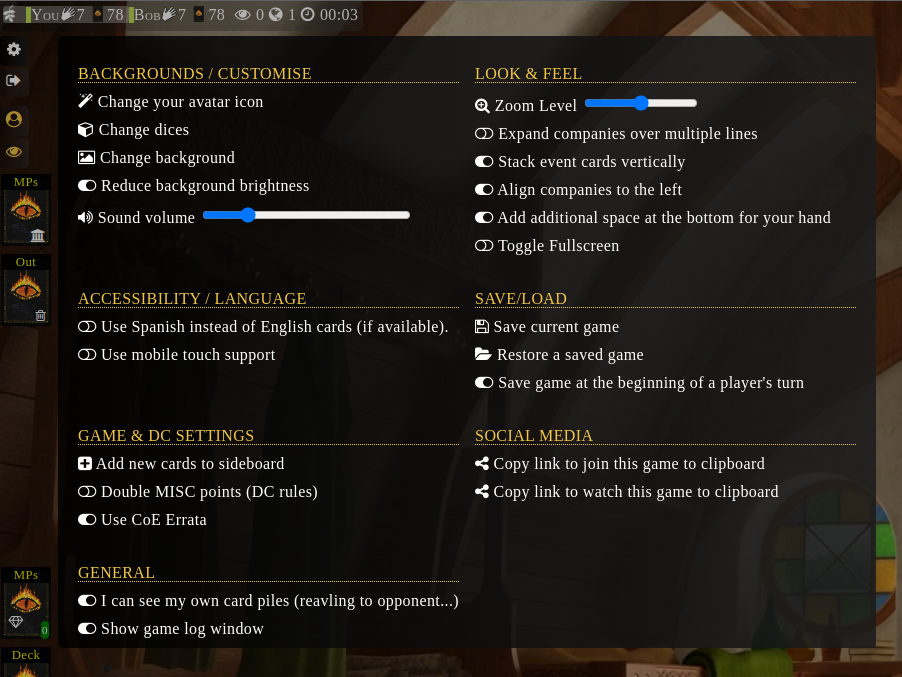 You 7 78 Bob 7 78 0 1 00:03
BACKGROUNDS / CUSTOMISE
Change your avatar icon
Change dices
Change background
Reduce background brightness
Sound volume
LOOK & FEEL
Zoom Level
Expand companies over multiple lines
Stack event cards vertically
Align companies to the left
Add additional space at the bottom for your hand
Toggle Fullscreen
ACCESSIBILITY / LANGUAGE
Use Spanish instead of English cards (if available).
Use mobile touch support
SAVE/LOAD
Save current game
Restore a saved game
Save game at the beginning of a player's turn
GAME & DC SETTINGS
Add new cards to sideboard
Double MISC points (DC rules)
Use CoE Errata
SOCIAL MEDIA
Copy link to join this game to clipboard
Copy link to watch this game to clipboard
GENERAL
I can see my own card piles (reavling to opponent...)
Show game log window
MPs
Out
MPs
0
Deck